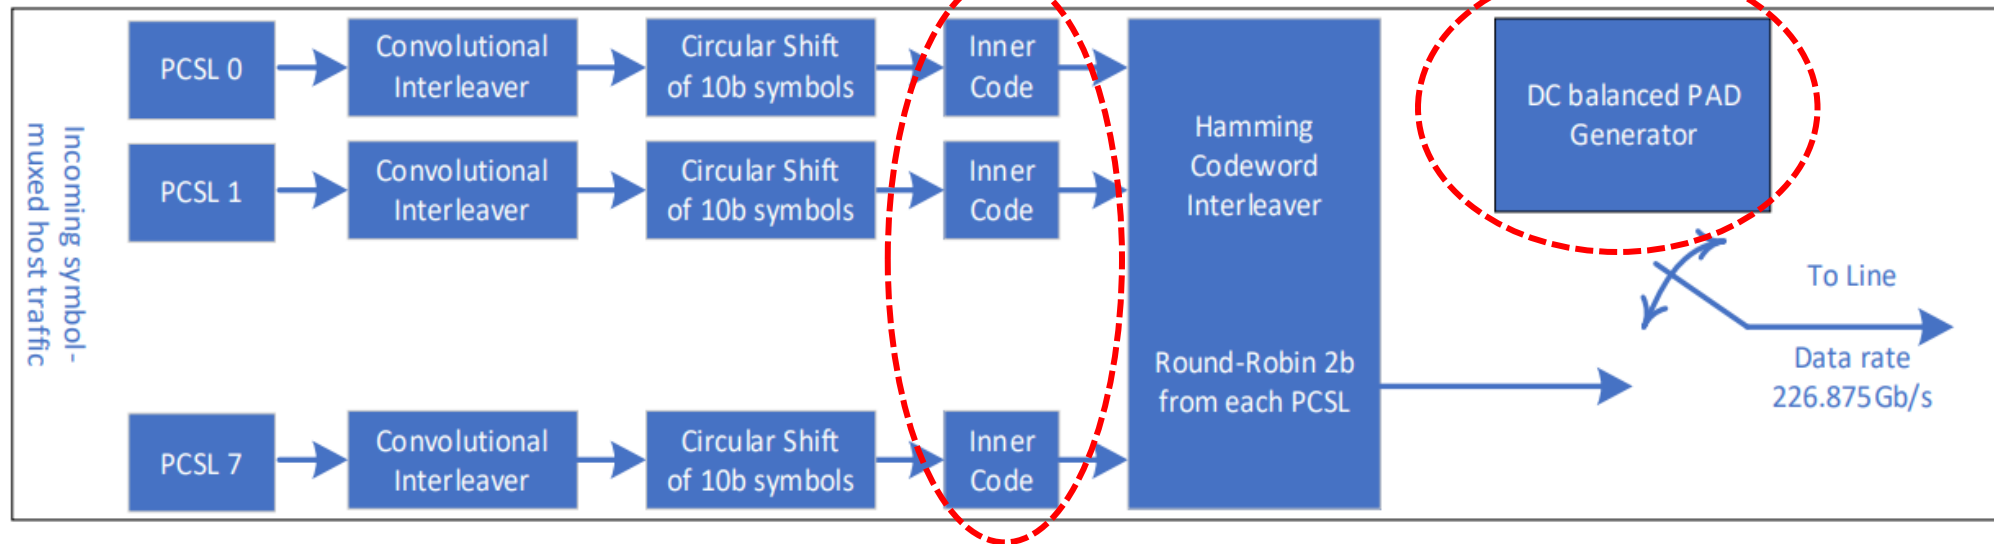 Incoming symbol-
muxed host traffic
PCSL 0
Convolutional
Interleaver
Circular Shift
of 10b symbols
Inner
Code
PCSL 1
Convolutional
Interleaver
Circular Shift
of 10b symbols
Inner
Code
PCSL 7
Convolutional
Interleaver
Circular Shift
of 10b symbols
Inner
Code
Hamming
Codeword
Interleaver
Round-Robin 2b
from each PCSL
DC balanced PAD
Generator
To Line
Data rate
226.875Gb/s